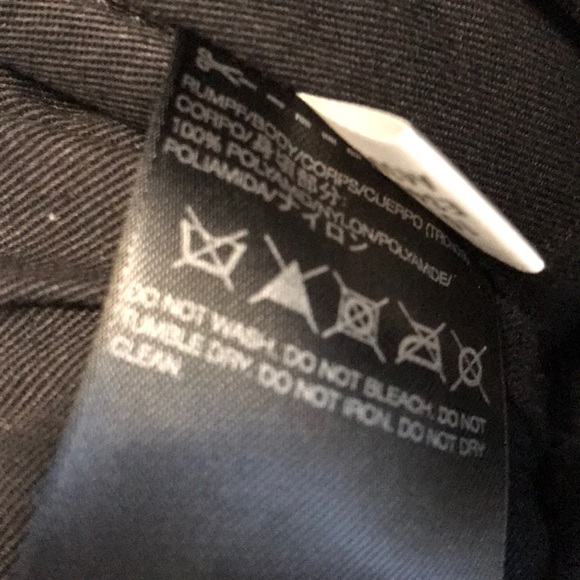 RUMPF/BODY/CORPS/CUERPO
CORPO/身頃部分:
100% POLYAMID/NYLON/POLYAMIDE/
POLIAMIDA/ナイロン
DO NOT WASH. DO NOT BLEACH. DO NOT
TUMBLE DRY. DO NOT IRON. DO NOT DRY
CLEAN.